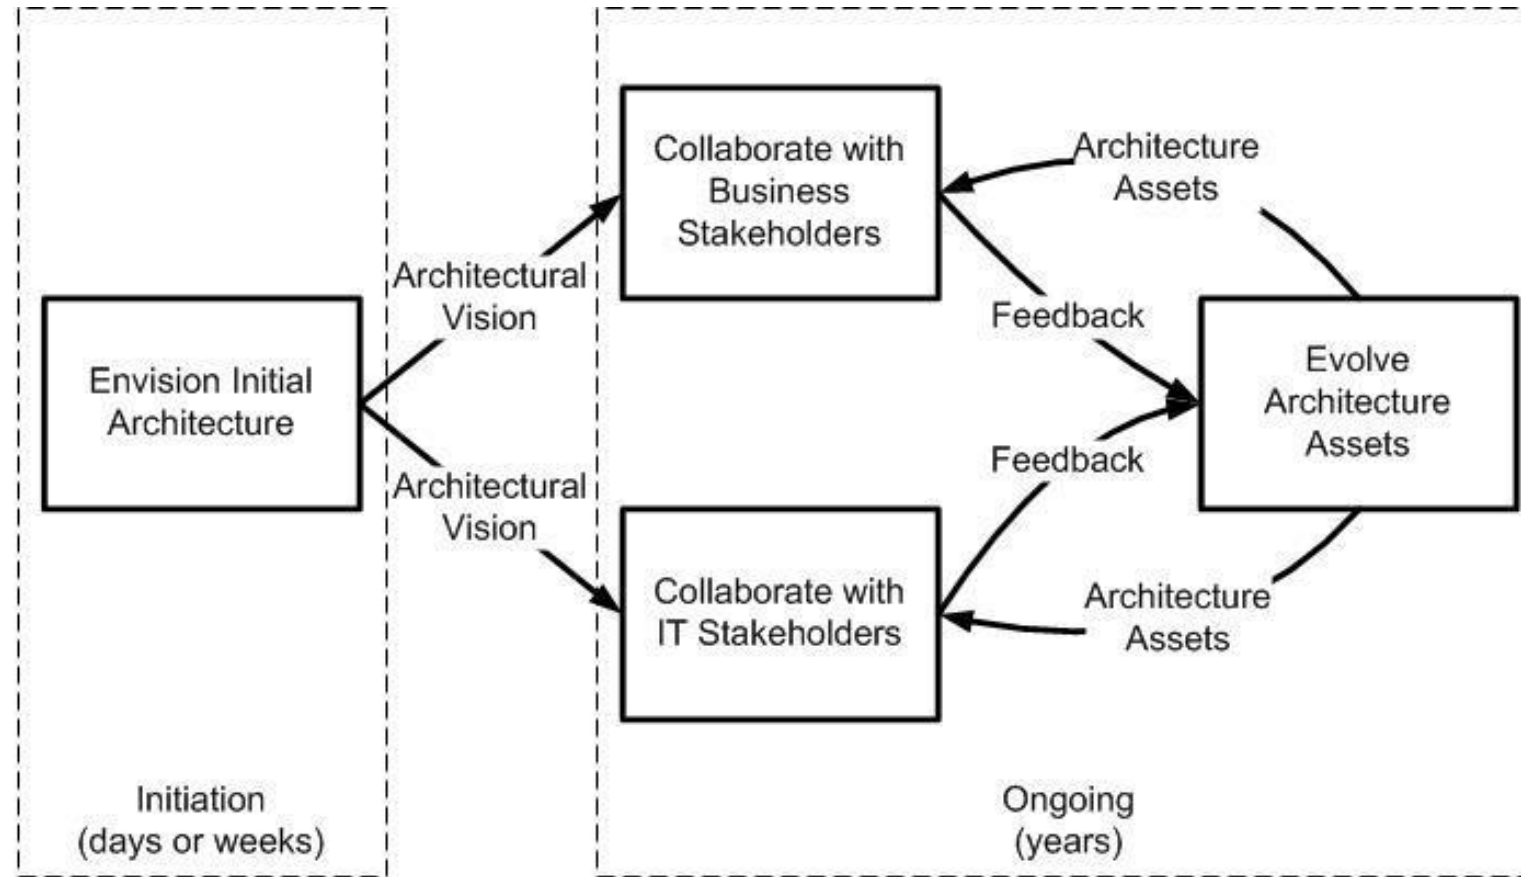 Envision Initial
Architecture
Architectural
Vision
Architectural
Vision
Collaborate with
Business
Stakeholders
Collaborate with
IT Stakeholders
Architecture
Assets
Feedback
Feedback
Architecture
Assets
Evolve
Architecture
Assets
Initiation
(days or weeks)
Ongoing
(years)